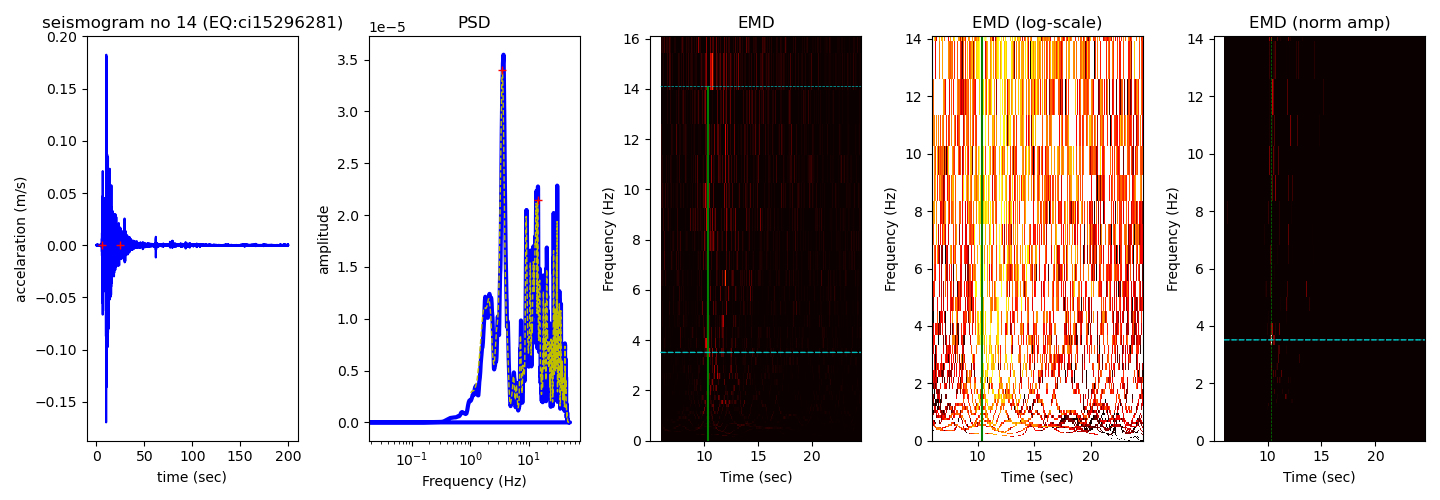 seismogram no 14 (EQ:ci15296281)
0.20
0.15
0.10
0.05
0.00
−0.05
−0.10
−0.15
accelaration (m/s)
0 50 100 150 200
time (sec)
PSD
1e−5
3.5
3.0
2.5
2.0
1.5
1.0
0.5
0.0
amplitude
10⁻¹ 10⁰ 10¹
Frequency (Hz)
EMD
16
14
12
10
8
6
4
2
0
Frequency (Hz)
10 15 20
Time (sec)
EMD (log-scale)
14
12
10
8
6
4
2
0
Frequency (Hz)
10 15 20
Time (sec)
EMD (norm amp)
14
12
10
8
6
4
2
0
Frequency (Hz)
10 15 20
Time (sec)